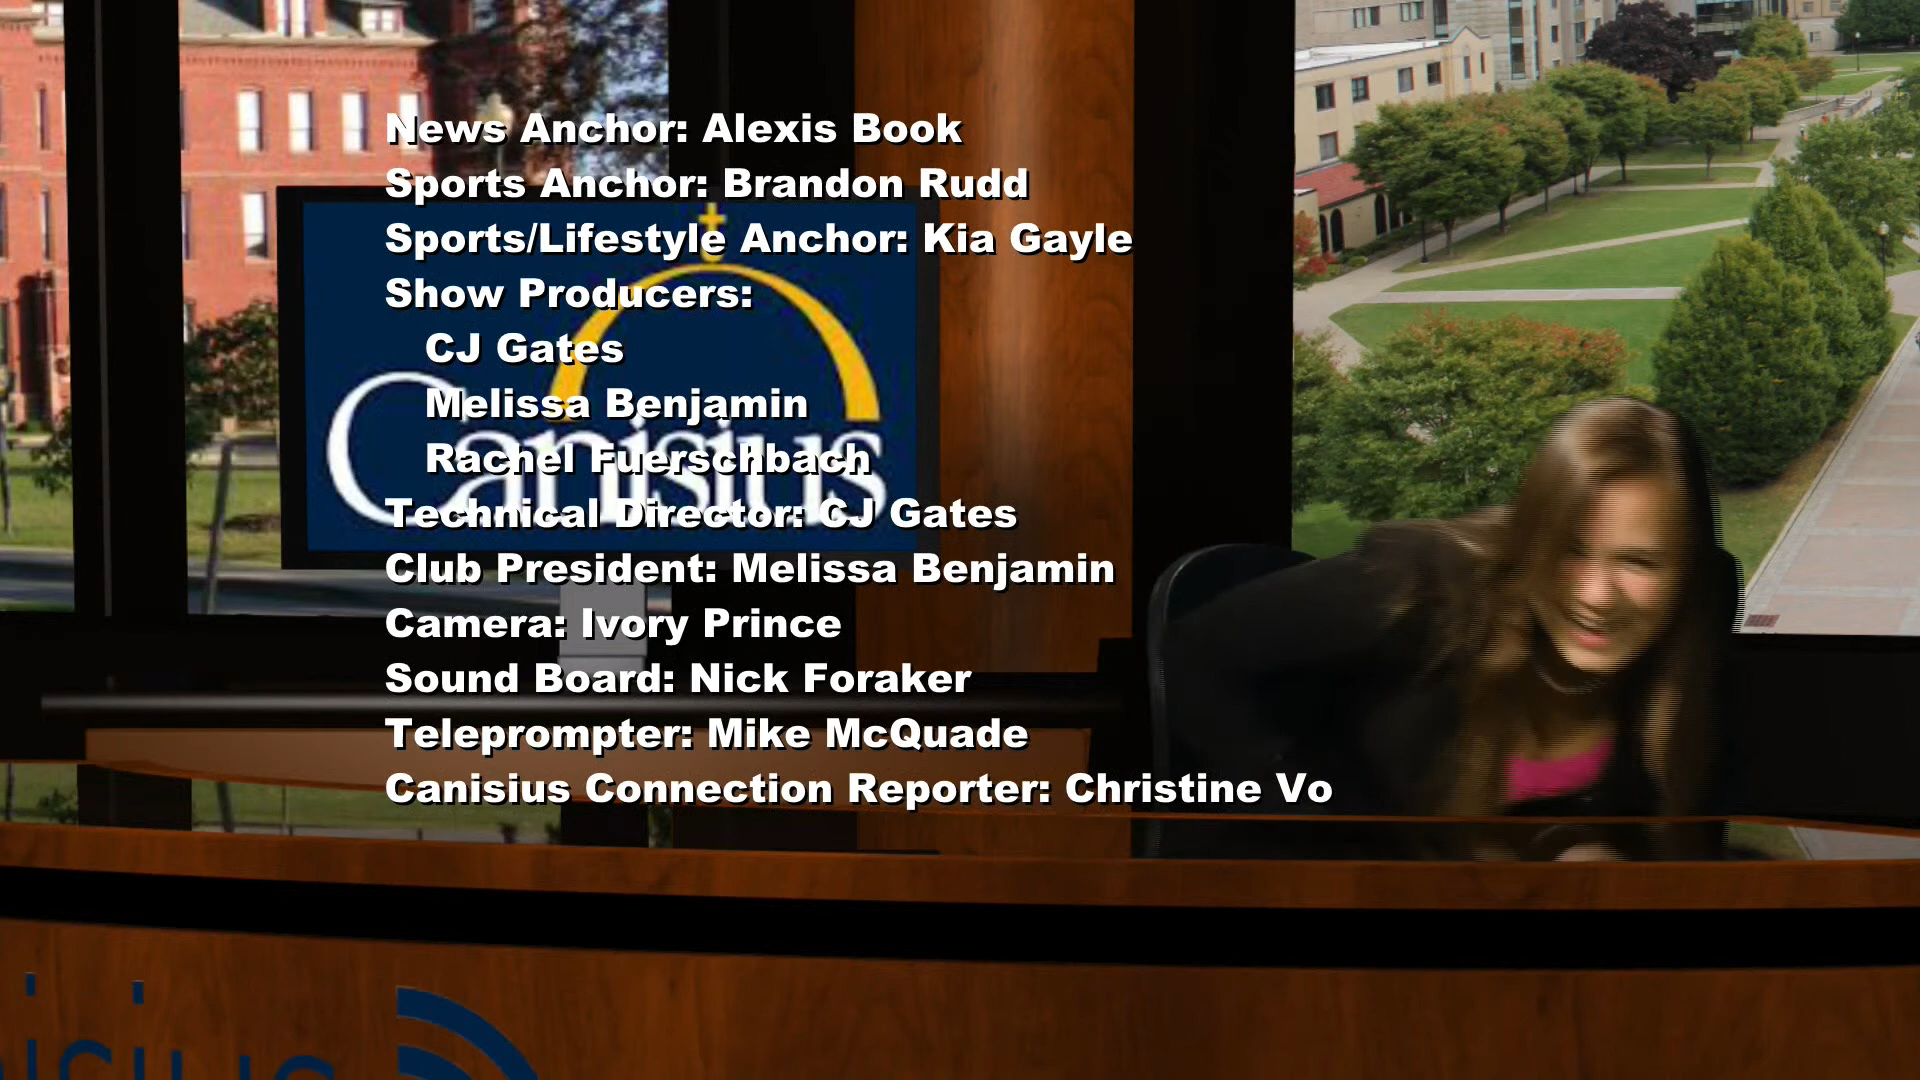 News Anchor: Alexis Book
Sports Anchor: Brandon Rudd
Sports/Lifestyle Anchor: Kia Gayle
Show Producers:
CJ Gates
Melissa Benjamin
Rachel Fuerschbach
Technical Director: CJ Gates
Club President: Melissa Benjamin
Camera: Ivory Prince
Sound Board: Nick Foraker
Teleprompter: Mike McQuade
Canisius Connection Reporter: Christine Vo
Canisius